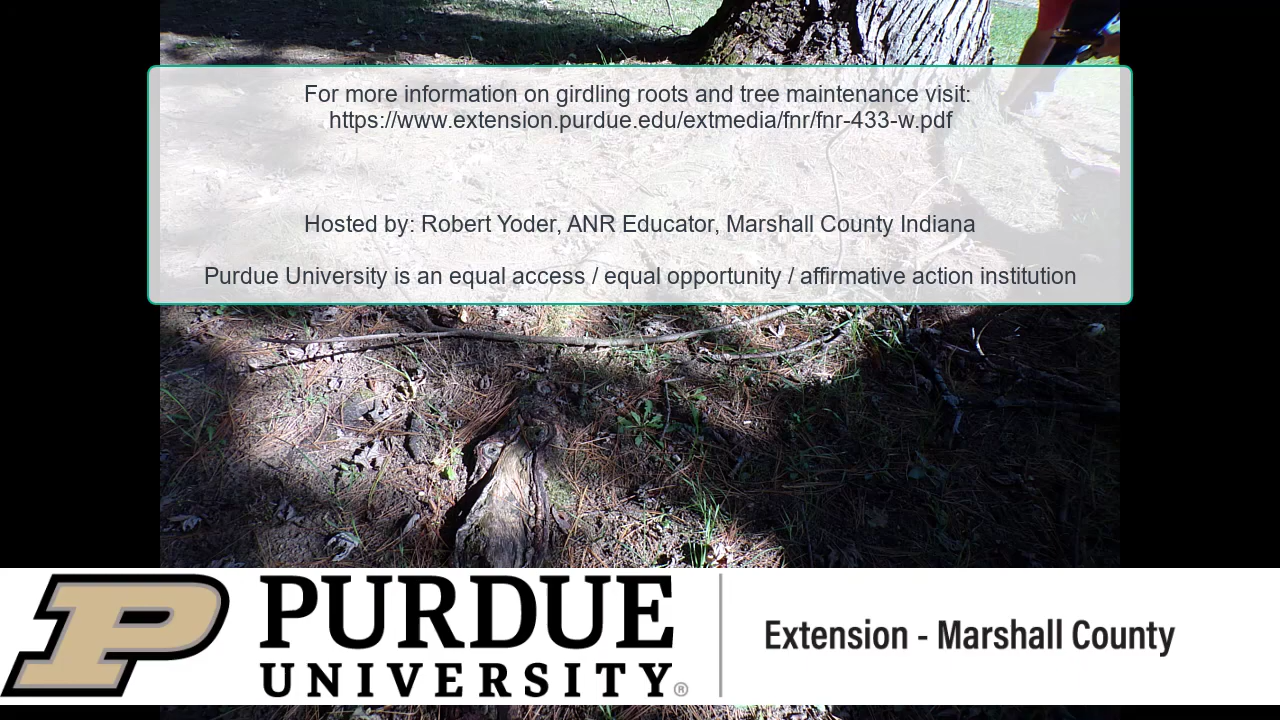 For more information on girdling roots and tree maintenance visit:
https://www.extension.purdue.edu/extmedia/fnr/fnr-433-w.pdf
Hosted by: Robert Yoder, ANR Educator, Marshall County Indiana
Purdue University is an equal access / equal opportunity / affirmative action institution
P PURDUE
UNIVERSITY®
Extension - Marshall County